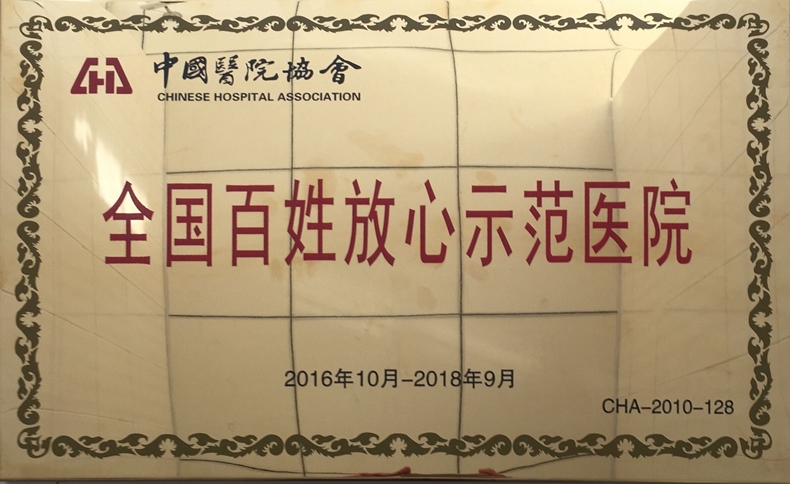 CHA
中國醫院協會
CHINESE HOSPITAL ASSOCIATION
全国百姓放心示范医院
2016年10月-2018年9月
CHA-2010-128